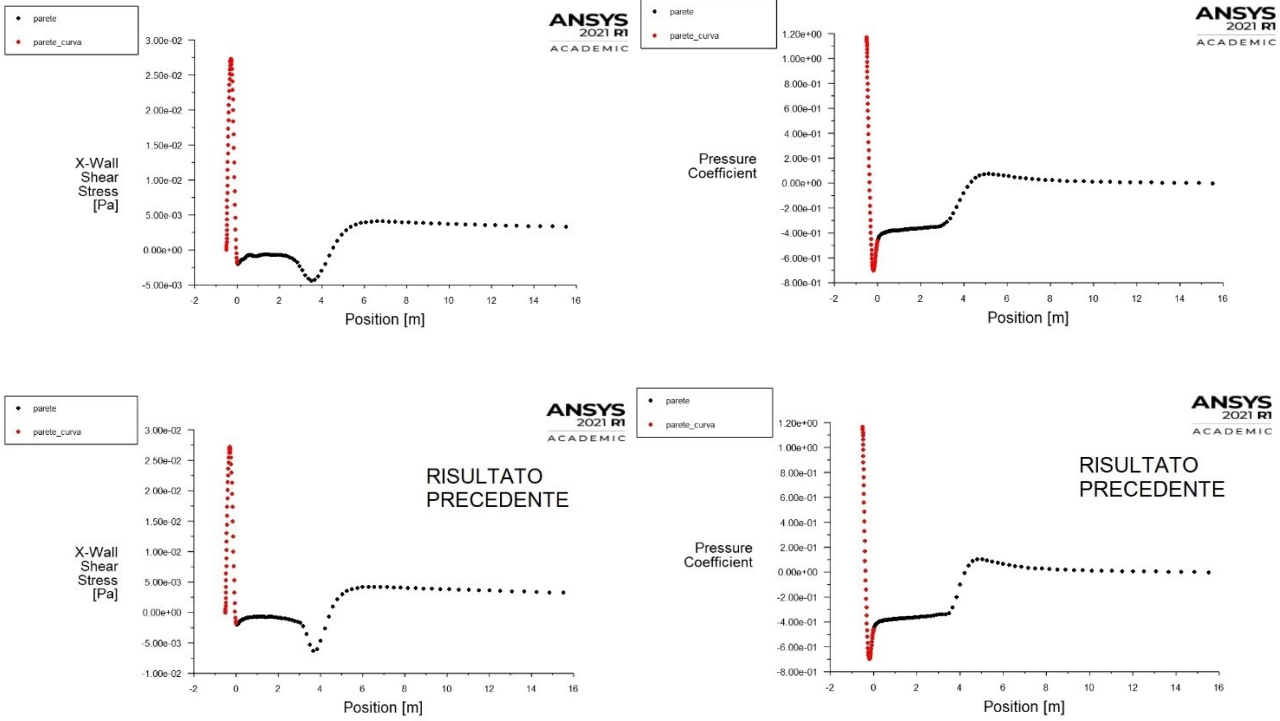 parete
parete_curva
ANSYS
2021 R1
ACADEMIC
3.00e-02
2.50e-02
2.00e-02
1.50e-02
1.00e-02
5.00e-03
0.00e+00
-5.00e-03
X-Wall
Shear
Stress
[Pa]
-2 0 2 4 6 8 10 12 14 16
Position [m]
parete
parete_curva
ANSYS
2021 R1
ACADEMIC
1.20e+00
1.00e+00
8.00e-01
6.00e-01
4.00e-01
2.00e-01
0.00e+00
-2.00e-01
-4.00e-01
-6.00e-01
-8.00e-01
Pressure
Coefficient
-2 0 2 4 6 8 10 12 14 16
Position [m]
parete
parete_curva
ANSYS
2021 R1
ACADEMIC
RISULTATO
PRECEDENTE
3.00e-02
2.50e-02
2.00e-02
1.50e-02
1.00e-02
5.00e-03
0.00e+00
-5.00e-03
-1.00e-02
X-Wall
Shear
Stress
[Pa]
-2 0 2 4 6 8 10 12 14 16
Position [m]
parete
parete_curva
ANSYS
2021 R1
ACADEMIC
RISULTATO
PRECEDENTE
1.20e+00
1.00e+00
8.00e-01
6.00e-01
4.00e-01
2.00e-01
0.00e+00
-2.00e-01
-4.00e-01
-6.00e-01
-8.00e-01
Pressure
Coefficient
-2 0 2 4 6 8 10 12 14 16
Position [m]